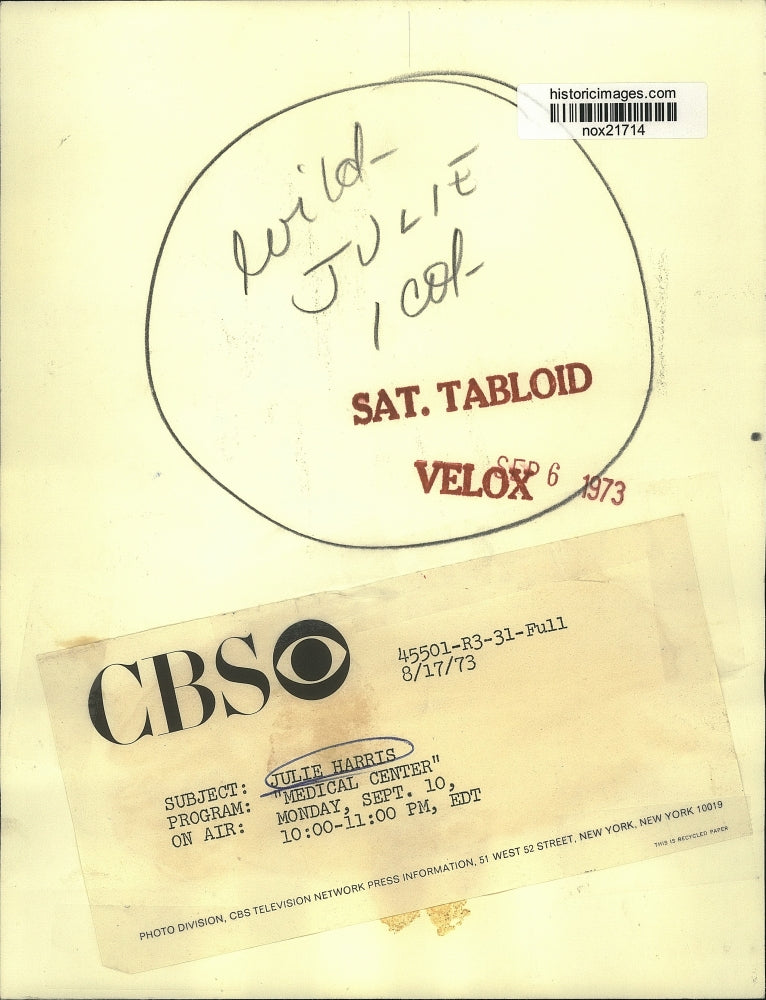 historicimages.com
nox21714
Wild-
JULIE
1 col-
SAT. TABLOID
VELOX SEP 6 1973
CBS
45501-R3-31-Full
8/17/73
SUBJECT: JULIE HARRIS
PROGRAM: "MEDICAL CENTER"
ON AIR: MONDAY, SEPT. 10,
10:00-11:00 PM, EDT
PHOTO DIVISION, CBS TELEVISION NETWORK PRESS INFORMATION, 51 WEST 52 STREET, NEW YORK, NEW YORK 10019
THIS IS RECYCLED PAPER